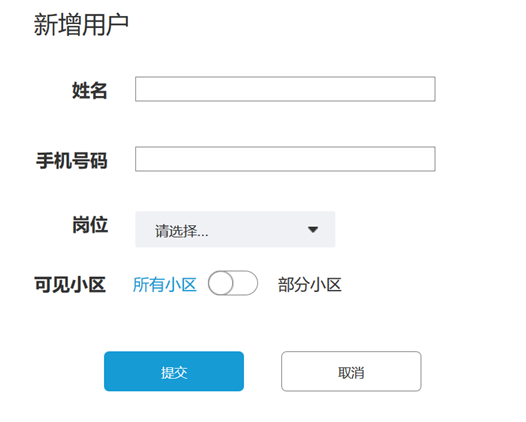 新增用户
姓名
手机号码
岗位 请选择...
可见小区 所有小区 部分小区
提交 取消